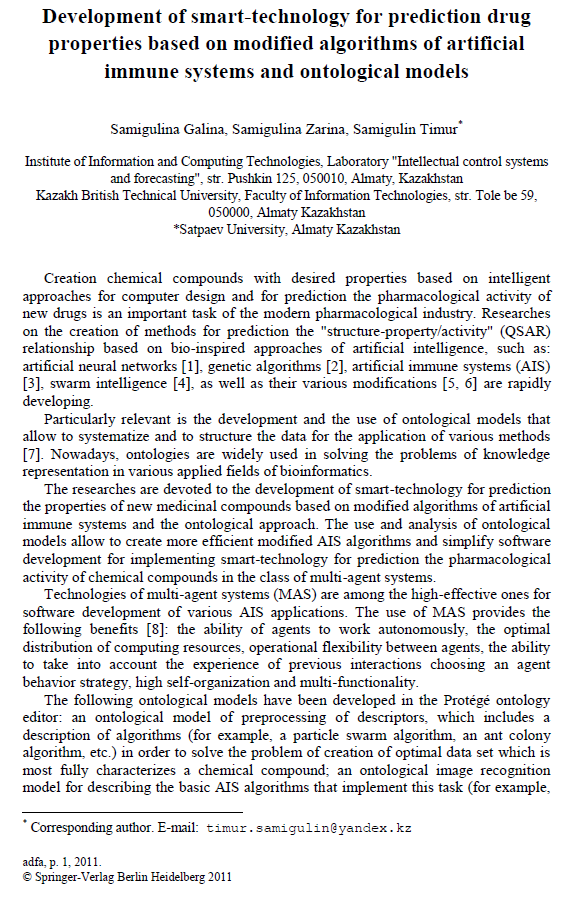 Development of smart-technology for prediction drug
properties based on modified algorithms of artificial
immune systems and ontological models
Samigulina Galina, Samigulina Zarina, Samigulin Timur*
Institute of Information and Computing Technologies, Laboratory "Intellectual control systems
and forecasting", str. Pushkin 125, 050010, Almaty, Kazakhstan
Kazakh British Technical University, Faculty of Information Technologies, str. Tole be 59,
050000, Almaty Kazakhstan
*Satpaev University, Almaty Kazakhstan
Creation chemical compounds with desired properties based on intelligent
approaches for computer design and for prediction the pharmacological activity of
new drugs is an important task of the modern pharmacological industry. Researches
on the creation of methods for prediction the "structure-property/activity" (QSAR)
relationship based on bio-inspired approaches of artificial intelligence, such as:
artificial neural networks [1], genetic algorithms [2], artificial immune systems (AIS)
[3], swarm intelligence [4], as well as their various modifications [5, 6] are rapidly
developing.
Particularly relevant is the development and the use of ontological models that
allow to systematize and to structure the data for the application of various methods
[7]. Nowadays, ontologies are widely used in solving the problems of knowledge
representation in various applied fields of bioinformatics.
The researches are devoted to the development of smart-technology for prediction
the properties of new medicinal compounds based on modified algorithms of artificial
immune systems and the ontological approach. The use and analysis of ontological
models allow to create more efficient modified AIS algorithms and simplify software
development for implementing smart-technology for prediction the pharmacological
activity of chemical compounds in the class of multi-agent systems.
Technologies of multi-agent systems (MAS) are among the high-effective ones for
software development of various AIS applications. The use of MAS provides the
following benefits [8]: the ability of agents to work autonomously, the optimal
distribution of computing resources, operational flexibility between agents, the ability
to take into account the experience of previous interactions choosing an agent
behavior strategy, high self-organization and multi-functionality.
The following ontological models have been developed in the Protégé ontology
editor: an ontological model of preprocessing of descriptors, which includes a
description of algorithms (for example, a particle swarm algorithm, an ant colony
algorithm, etc.) in order to solve the problem of creation of optimal data set which is
most fully characterizes a chemical compound; an ontological image recognition
model for describing the basic AIS algorithms that implement this task (for example,
* Corresponding author. E-mail: timur.samigulin@yandex.kz
adfa, p. 1, 2011.
© Springer-Verlag Berlin Heidelberg 2011